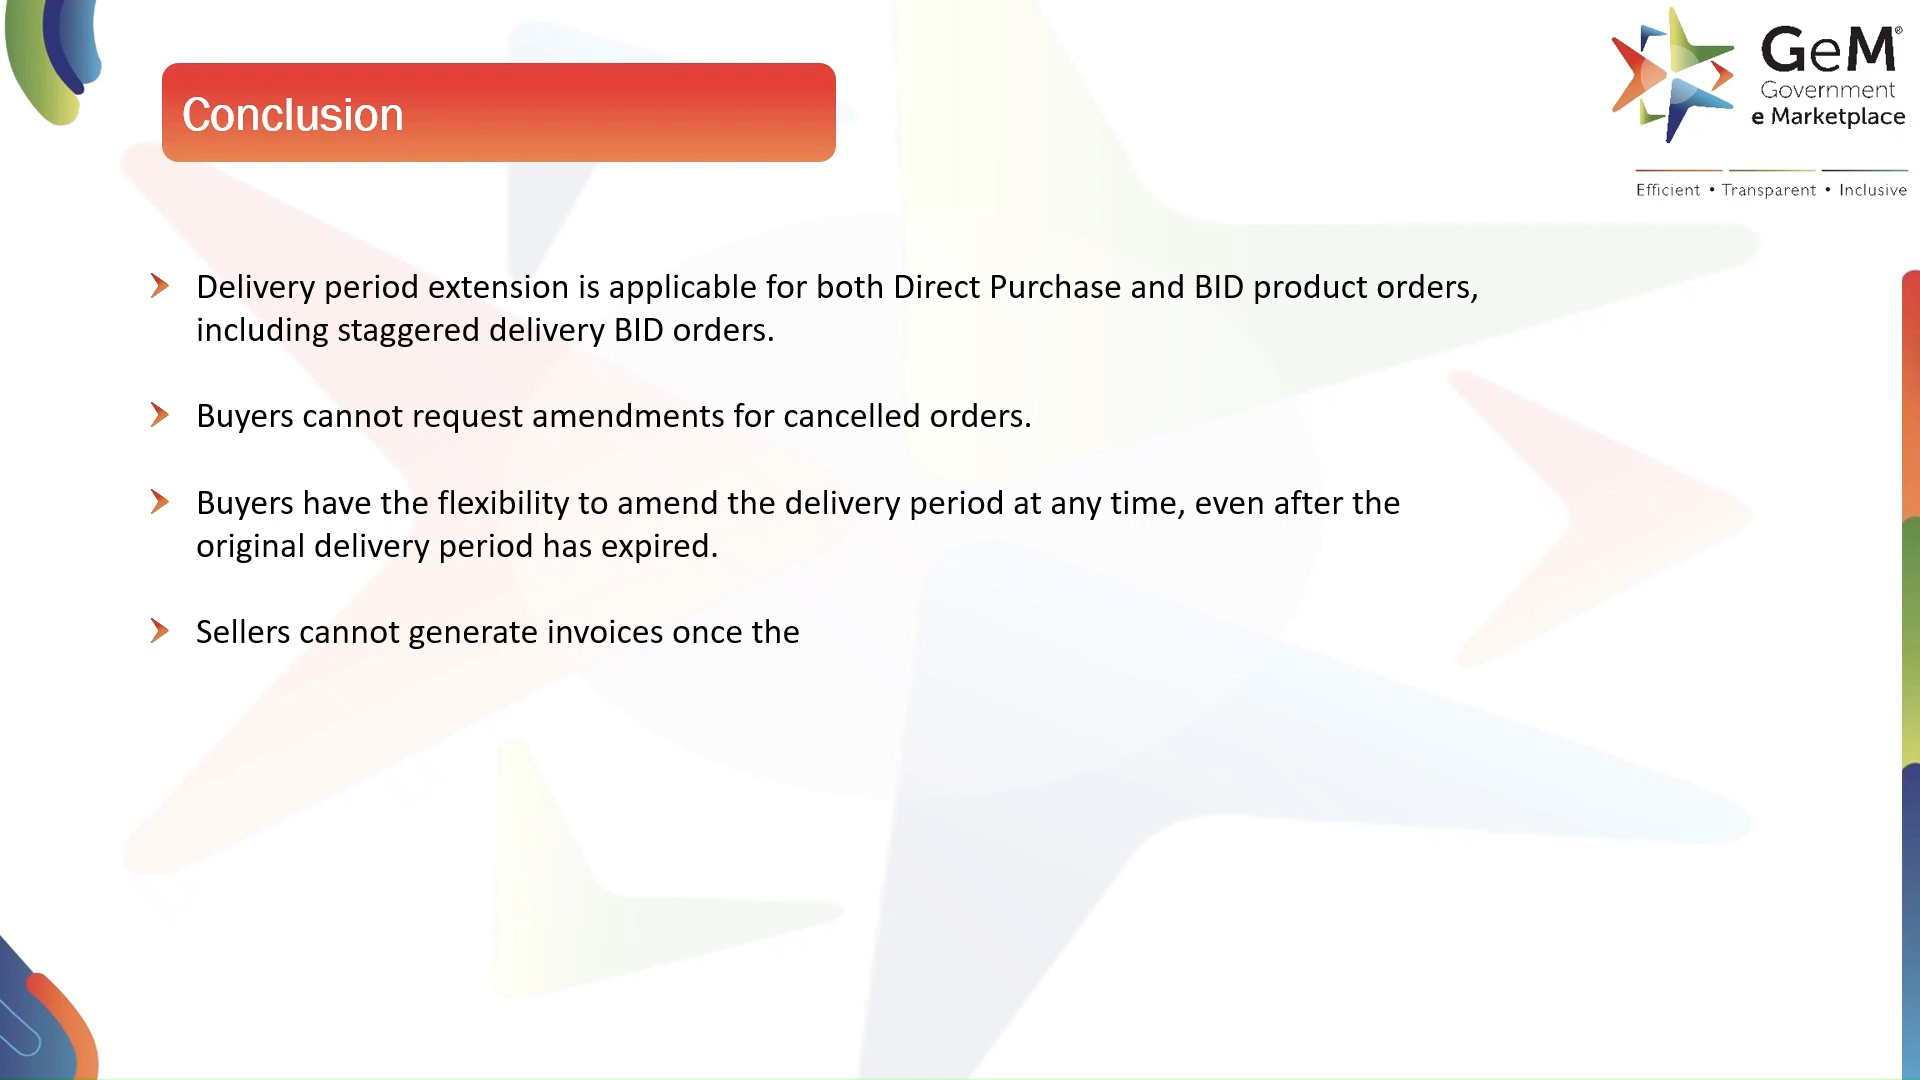 Conclusion
GeM®
Government
e Marketplace
Efficient • Transparent • Inclusive
Delivery period extension is applicable for both Direct Purchase and BID product orders,
including staggered delivery BID orders.
Buyers cannot request amendments for cancelled orders.
Buyers have the flexibility to amend the delivery period at any time, even after the
original delivery period has expired.
Sellers cannot generate invoices once the